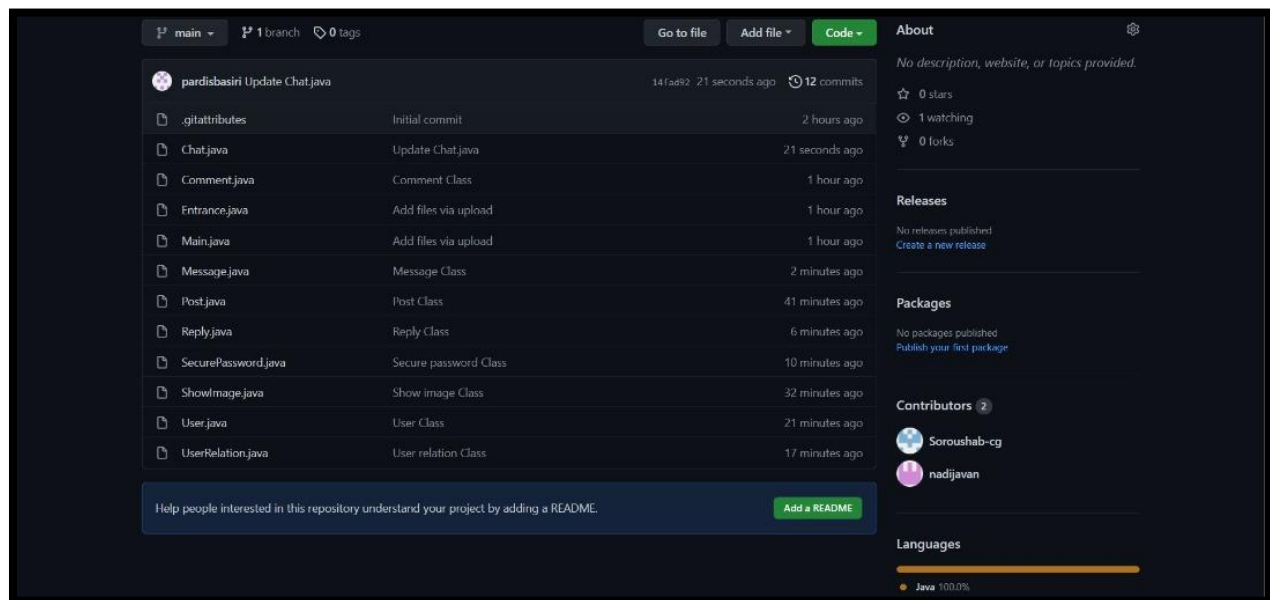 main 1 branch 0 tags Go to file Add file Code
pardisbasiri Update Chat.java 14fad92 21 seconds ago 12 commits
.gitattributes Initial commit 2 hours ago
Chat.java Update Chat.java 21 seconds ago
Comment.java Comment Class 1 hour ago
Entrance.java Add files via upload 1 hour ago
Main.java Add files via upload 1 hour ago
Message.java Message Class 2 minutes ago
Post.java Post Class 41 minutes ago
Reply.java Reply Class 6 minutes ago
SecurePassword.java Secure password Class 10 minutes ago
ShowImage.java Show image Class 32 minutes ago
User.java User Class 21 minutes ago
UserRelation.java User relation Class 17 minutes ago
Help people interested in this repository understand your project by adding a README. Add a README
About
No description, website, or topics provided.
0 stars
1 watching
0 forks
Releases
No releases published
Create a new release
Packages
No packages published
Publish your first package
Contributors 2
Soroushab-cg
nadijavan
Languages
Java 100.0%